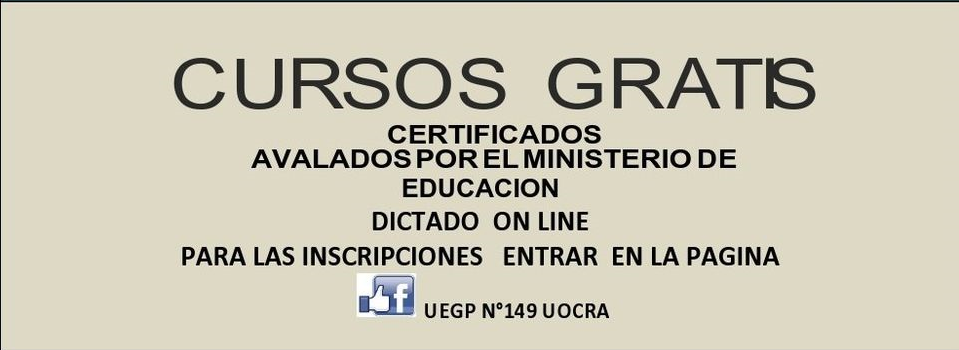 CURSOS GRATIS
CERTIFICADOS
AVALADOS POR EL MINISTERIO DE
EDUCACION
DICTADO ON LINE
PARA LAS INSCRIPCIONES ENTRAR EN LA PAGINA
f UEGP N°149 UOCRA